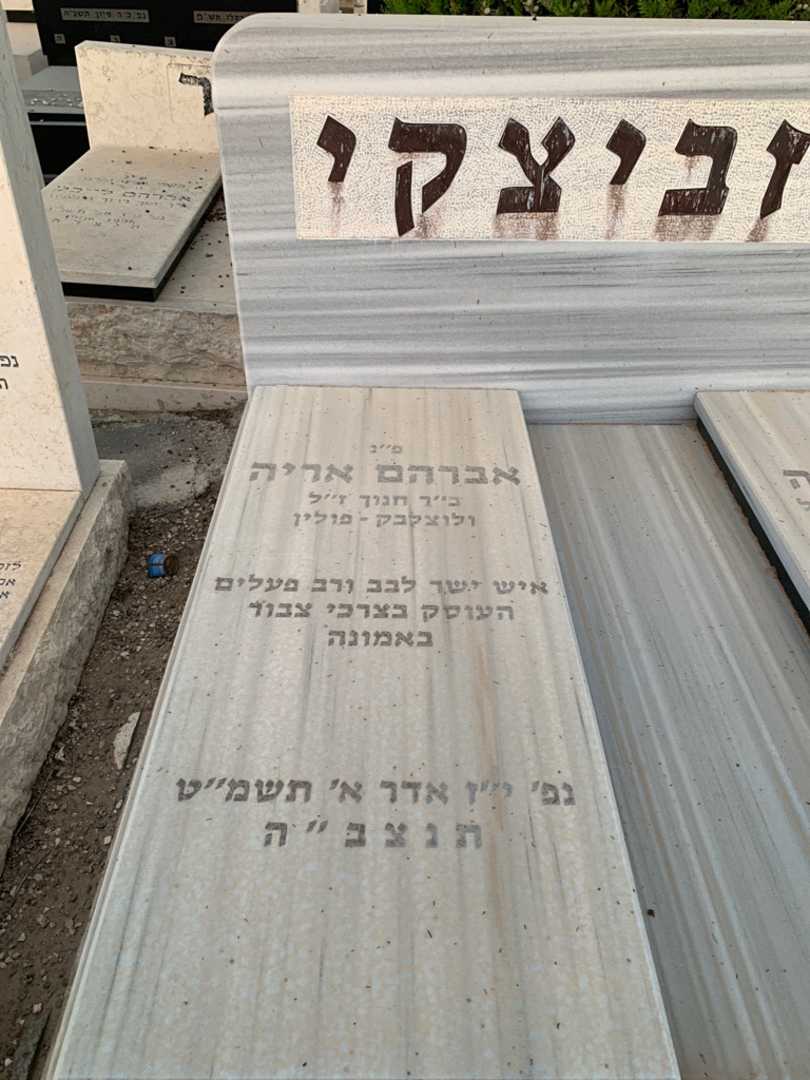 זביצקי
פ״נ
אברהם אריה
ב״ר חנוך ז״ל
ולוצלבק - פולין
איש ישר לבב ורב פעלים
העוסק בצרכי צבור
באמונה
נפ׳ י״ז אדר א׳ תשמ״ט
ת נ צ ב ״ ה